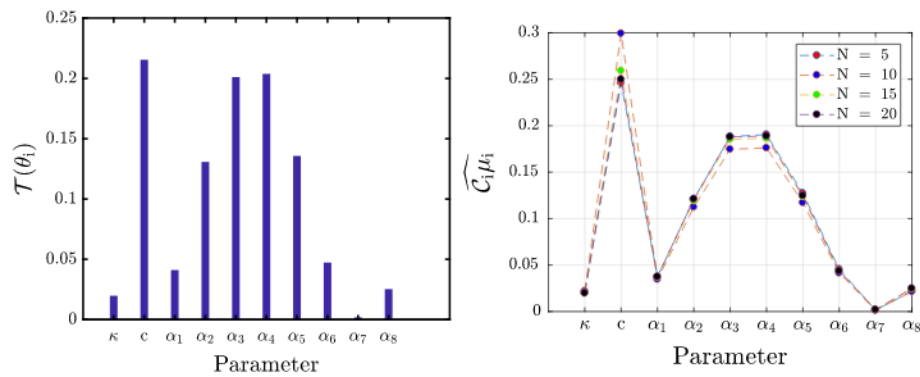 0.25
0.2
0.15
0.1
0.05
0
𝒯(θᵢ)
κ c α₁ α₂ α₃ α₄ α₅ α₆ α₇ α₈
Parameter
0.3
0.25
0.2
0.15
0.1
0.05
0
\widehat{𝒞ᵢμᵢ}
N = 5
N = 10
N = 15
N = 20
κ c α₁ α₂ α₃ α₄ α₅ α₆ α₇ α₈
Parameter